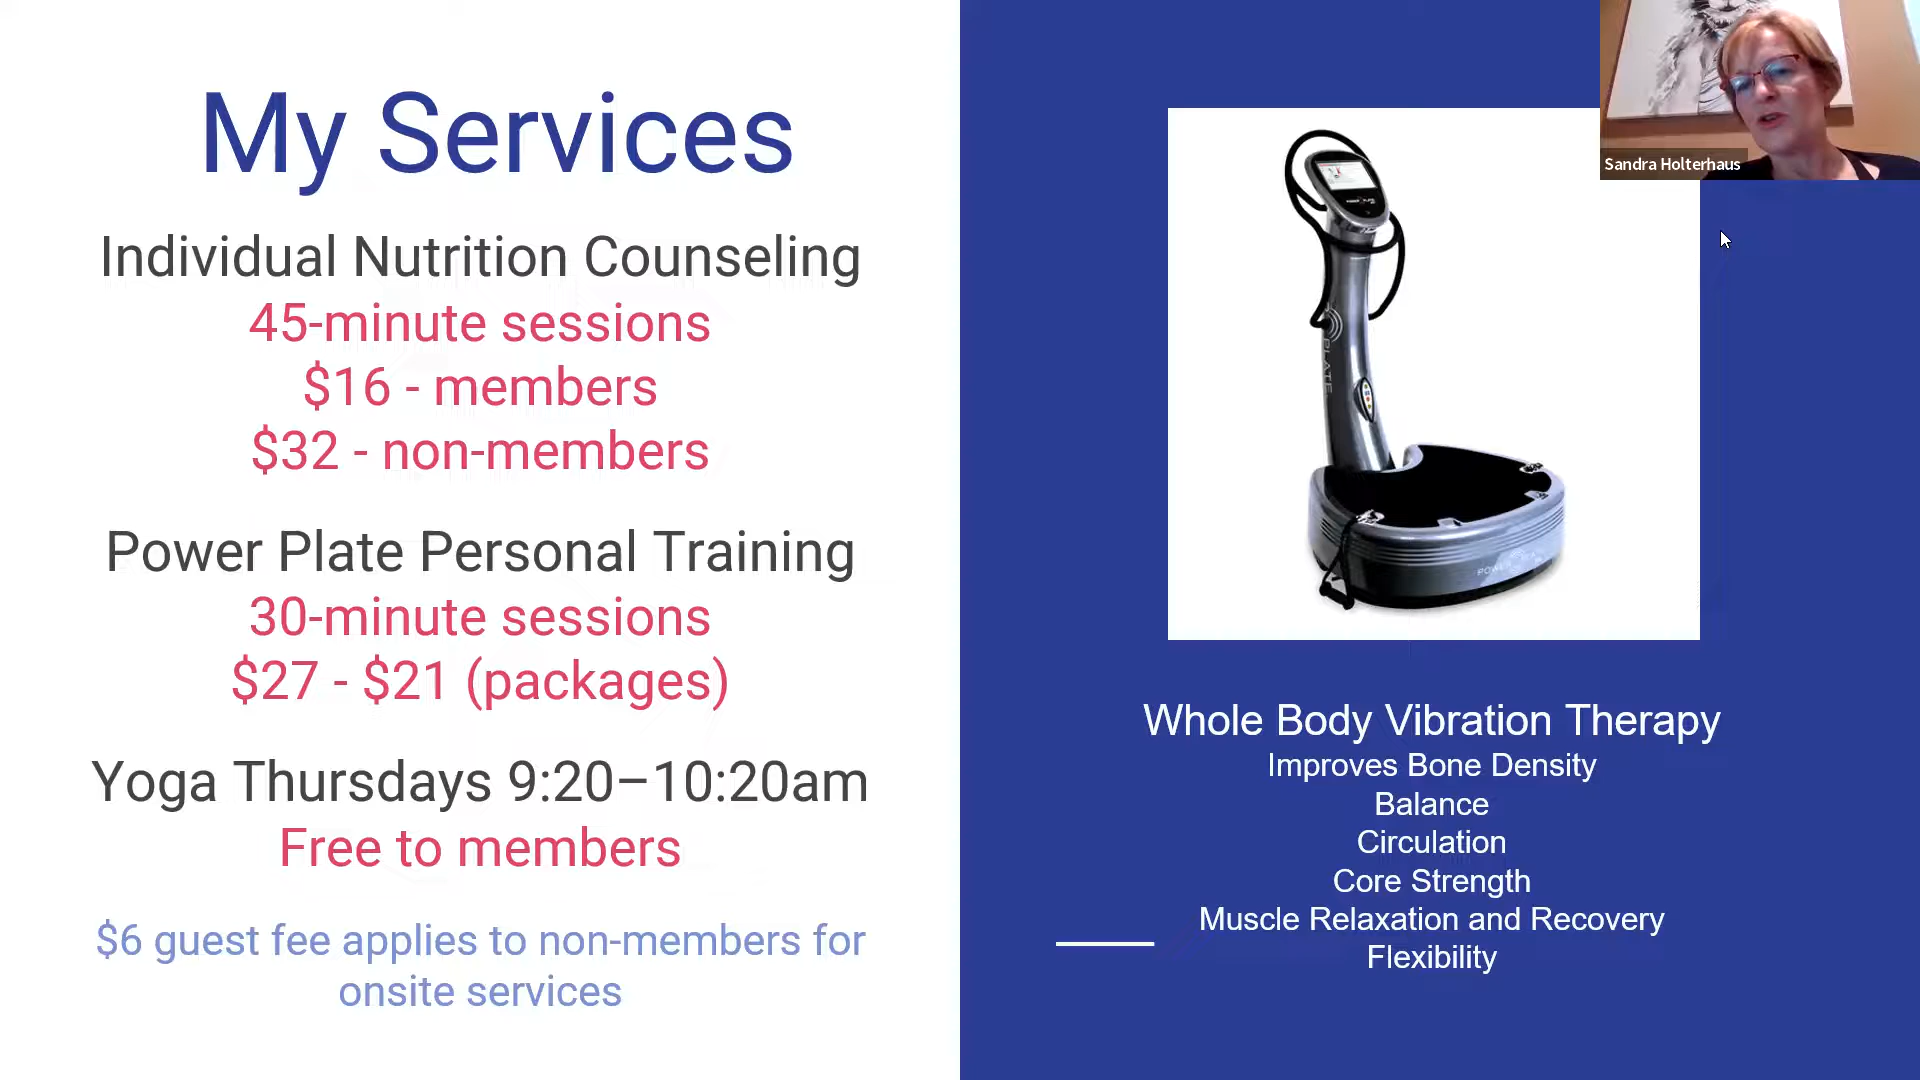 My Services
Individual Nutrition Counseling
45-minute sessions
$16 - members
$32 - non-members
Power Plate Personal Training
30-minute sessions
$27 - $21 (packages)
Yoga Thursdays 9:20–10:20am
Free to members
$6 guest fee applies to non-members for
onsite services
Sandra Holterhaus
PLATE
POWER PLATE
Whole Body Vibration Therapy
Improves Bone Density
Balance
Circulation
Core Strength
Muscle Relaxation and Recovery
Flexibility